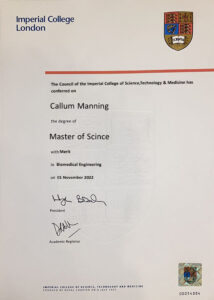 Imperial College
London
The Council of the Imperial College of Science,Technology & Medicine has
conferred on
Callum Manning
the degree of
Master of Scince
with Merit
in Biomedical Engineering
on 01 November 2022
President
Academic Registrar
IMPERIAL COLLEGE OF SCIENCE, TECHNOLOGY AND MEDICINE